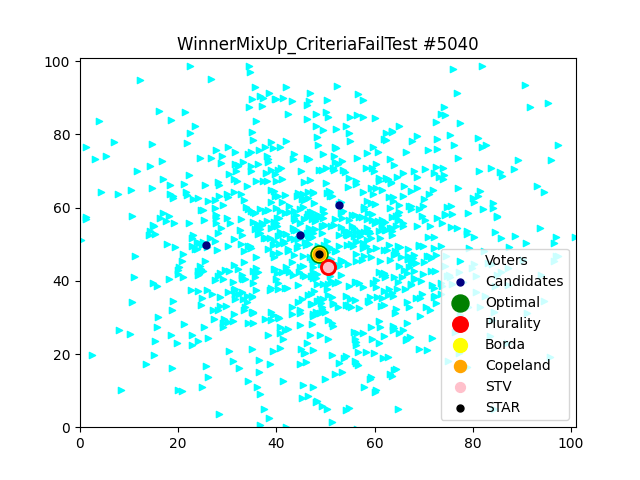 WinnerMixUp_CriteriaFailTest #5040
100
80
60
40
20
0
0 20 40 60 80 100
Voters
Candidates
Optimal
Plurality
Borda
Copeland
STV
STAR